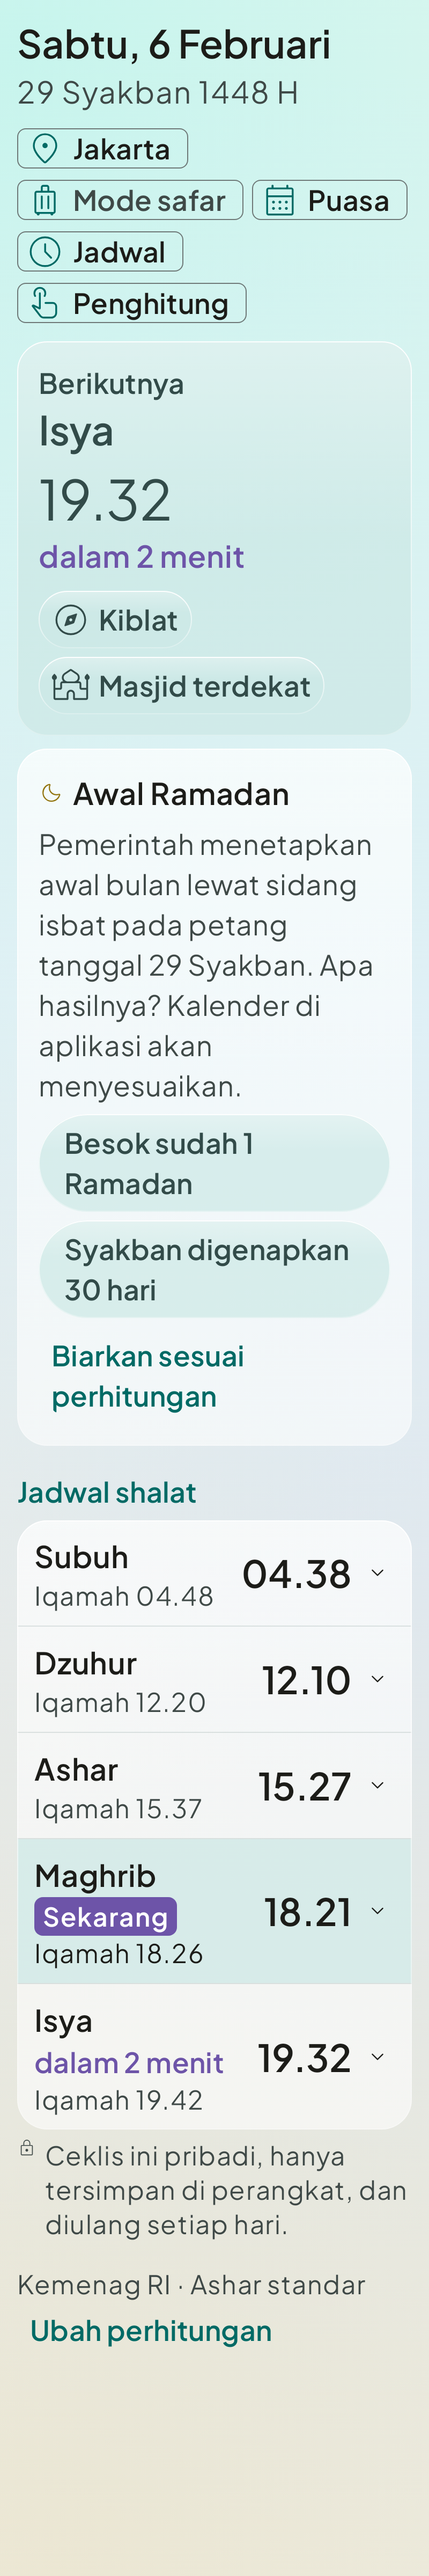 Sabtu, 6 Februari
29 Syakban 1448 H
Jakarta
Mode safar
Puasa
Jadwal
Penghitung
Berikutnya
Isya
19.32
dalam 2 menit
Kiblat
Masjid terdekat
Awal Ramadan
Pemerintah menetapkan
awal bulan lewat sidang
isbat pada petang
tanggal 29 Syakban. Apa
hasilnya? Kalender di
aplikasi akan
menyesuaikan.
Besok sudah 1
Ramadan
Syakban digenapkan
30 hari
Biarkan sesuai
perhitungan
Jadwal shalat
Subuh
Iqamah 04.48
04.38
Dzuhur
Iqamah 12.20
12.10
Ashar
Iqamah 15.37
15.27
Maghrib
Sekarang
Iqamah 18.26
18.21
Isya
dalam 2 menit
Iqamah 19.42
19.32
Ceklis ini pribadi, hanya
tersimpan di perangkat, dan
diulang setiap hari.
Kemenag RI · Ashar standar
Ubah perhitungan